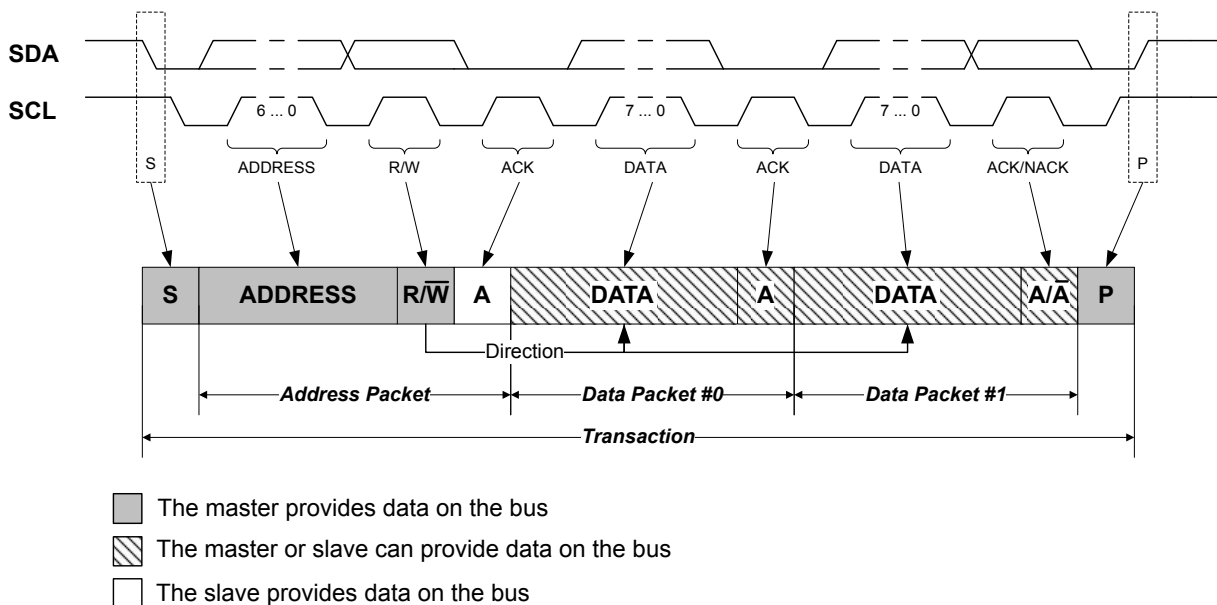 SDA
SCL
6 ... 0
7 ... 0
7 ... 0
S
ADDRESS
R/W
ACK
DATA
ACK
DATA
ACK/NACK
P
S
ADDRESS
R/W̅
A
DATA
A
DATA
A/A̅
P
Direction
Address Packet
Data Packet #0
Data Packet #1
Transaction
The master provides data on the bus
The master or slave can provide data on the bus
The slave provides data on the bus